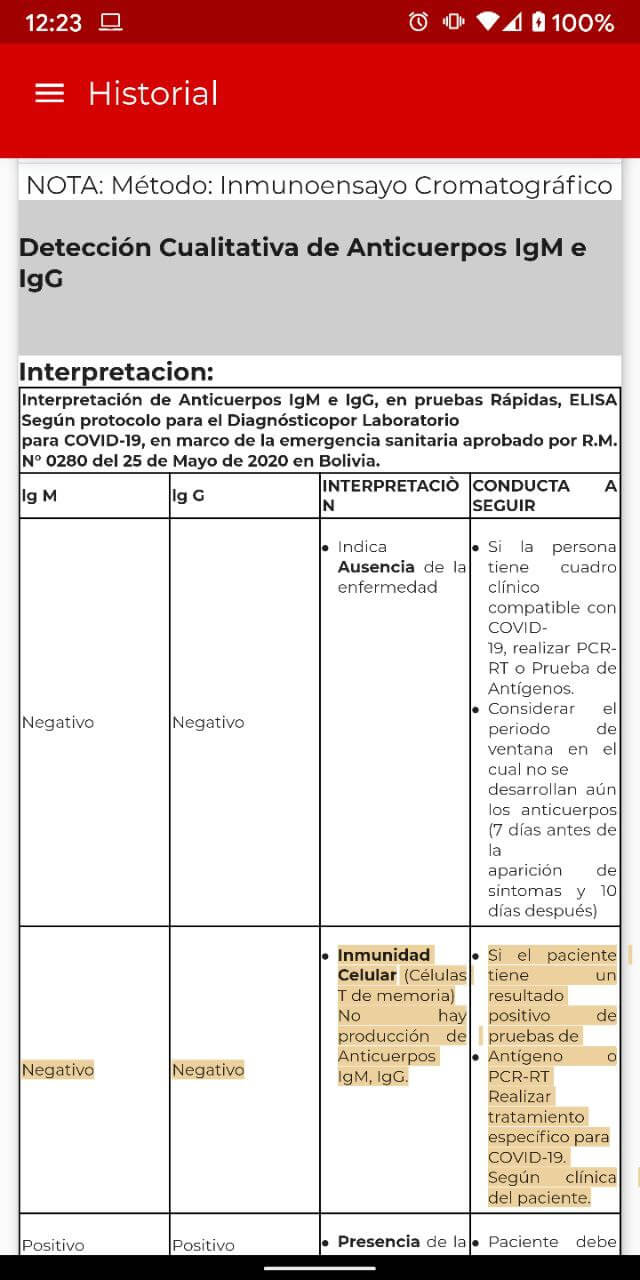 12:23
100%
Historial
NOTA: Método: Inmunoensayo Cromatográfico
Detección Cualitativa de Anticuerpos IgM e
IgG
Interpretacion:
Interpretación de Anticuerpos IgM e IgG, en pruebas Rápidas, ELISA
Según protocolo para el Diagnósticopor Laboratorio
para COVID-19, en marco de la emergencia sanitaria aprobado por R.M.
N° 0280 del 25 de Mayo de 2020 en Bolivia.
Ig M
Ig G
INTERPRETACIÒ
N
CONDUCTA A
SEGUIR
Negativo
Negativo
• Indica
Ausencia de la
enfermedad
• Si la persona
tiene cuadro
clínico
compatible con
COVID-
19, realizar PCR-
RT o Prueba de
Antígenos.
• Considerar el
periodo de
ventana en el
cual no se
desarrollan aún
los anticuerpos
(7 días antes de
la
aparición de
síntomas y 10
días después)
Negativo
Negativo
• Inmunidad
Celular (Células
T de memoria)
No hay
producción de
Anticuerpos
IgM, IgG.
• Si el paciente
tiene un
resultado
positivo de
pruebas de
• Antígeno o
PCR-RT
Realizar
tratamiento
específico para
COVID-19.
Según clínica
del paciente.
Positivo
Positivo
• Presencia de la
• Paciente debe